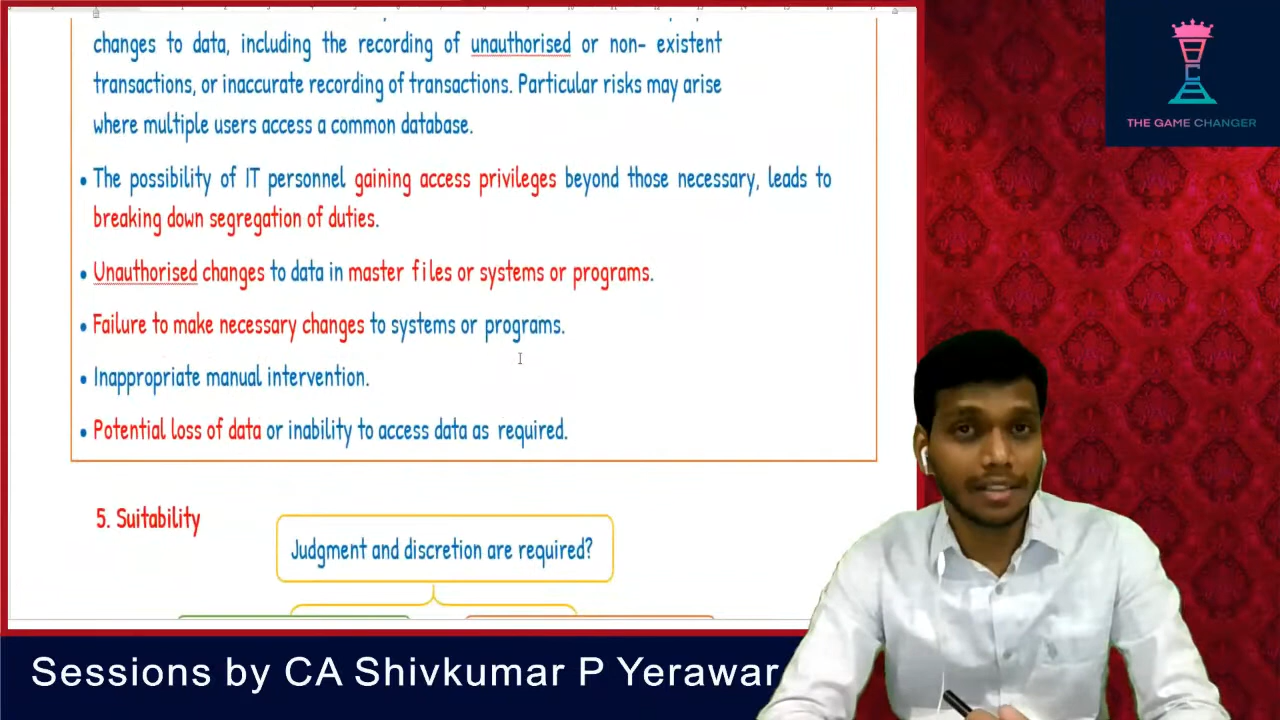 changes to data, including the recording of unauthorised or non- existent
transactions, or inaccurate recording of transactions. Particular risks may arise
where multiple users access a common database.
• The possibility of IT personnel gaining access privileges beyond those necessary, leads to
breaking down segregation of duties.
• Unauthorised changes to data in master files or systems or programs.
• Failure to make necessary changes to systems or programs.
• Inappropriate manual intervention.
• Potential loss of data or inability to access data as required.
5. Suitability
Judgment and discretion are required?
THE GAME CHANGER
Sessions by CA Shivkumar P Yerawar